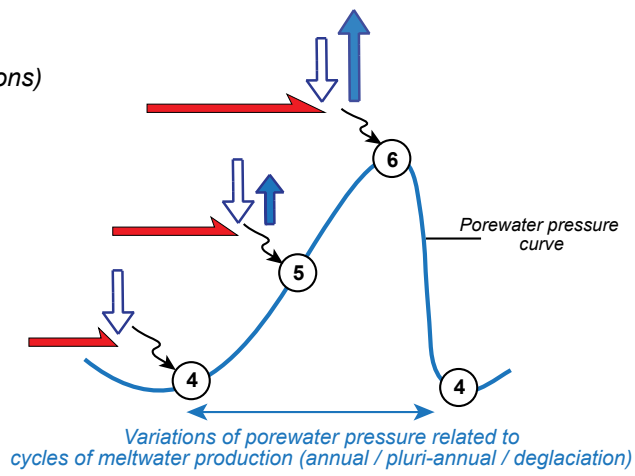 ons)
6
Porewater pressure
curve
5
4
4
Variations of porewater pressure related to
cycles of meltwater production (annual / pluri-annual / deglaciation)